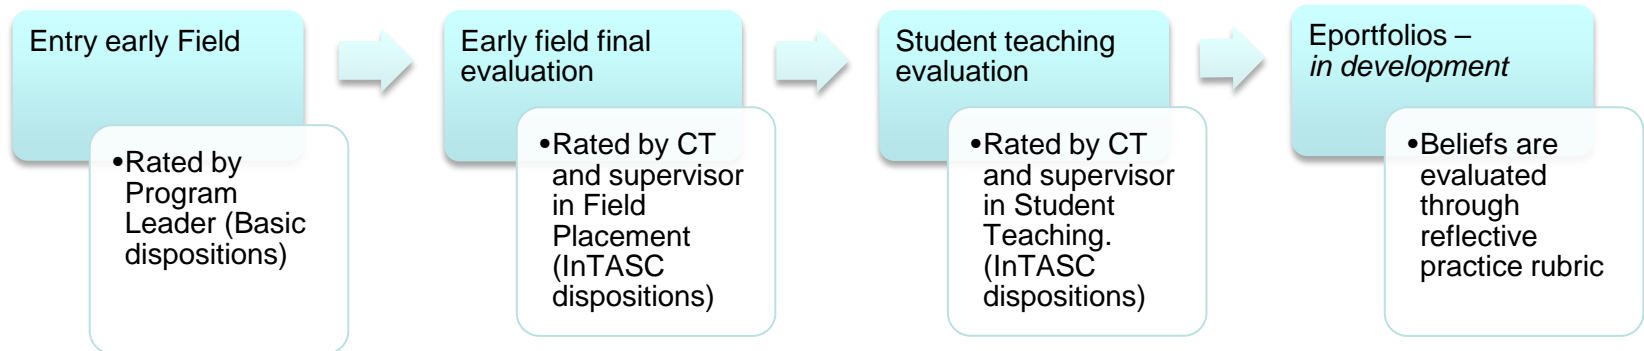 Entry early Field
•Rated by
Program
Leader (Basic
dispositions)
Early field final
evaluation
•Rated by CT
and supervisor
in Field
Placement
(InTASC
dispositions)
Student teaching
evaluation
•Rated by CT
and supervisor
in Student
Teaching.
(InTASC
dispositions)
Eportfolios –
in development
•Beliefs are
evaluated
through
reflective
practice rubric